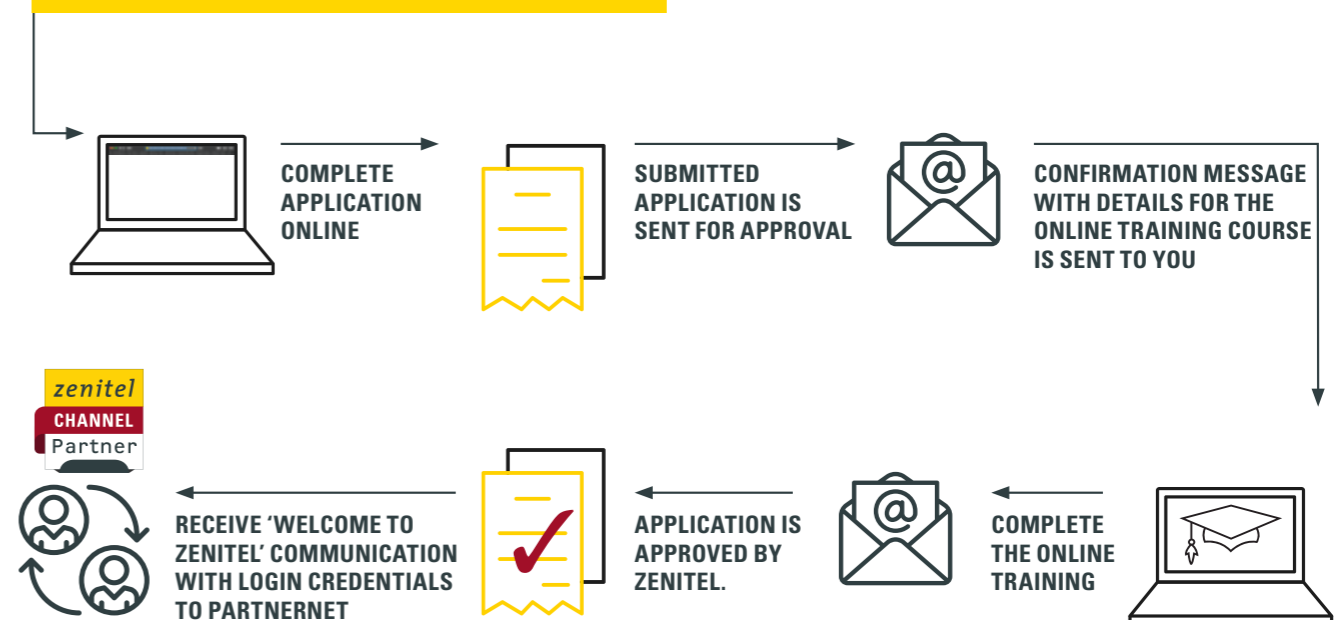 COMPLETE
APPLICATION
ONLINE
SUBMITTED
APPLICATION IS
SENT FOR APPROVAL
@
CONFIRMATION MESSAGE
WITH DETAILS FOR THE
ONLINE TRAINING COURSE
IS SENT TO YOU
zenitel
CHANNEL
Partner
RECEIVE ‘WELCOME TO
ZENITEL’ COMMUNICATION
WITH LOGIN CREDENTIALS
TO PARTNERNET
APPLICATION IS
APPROVED BY
ZENITEL.
@
COMPLETE
THE ONLINE
TRAINING